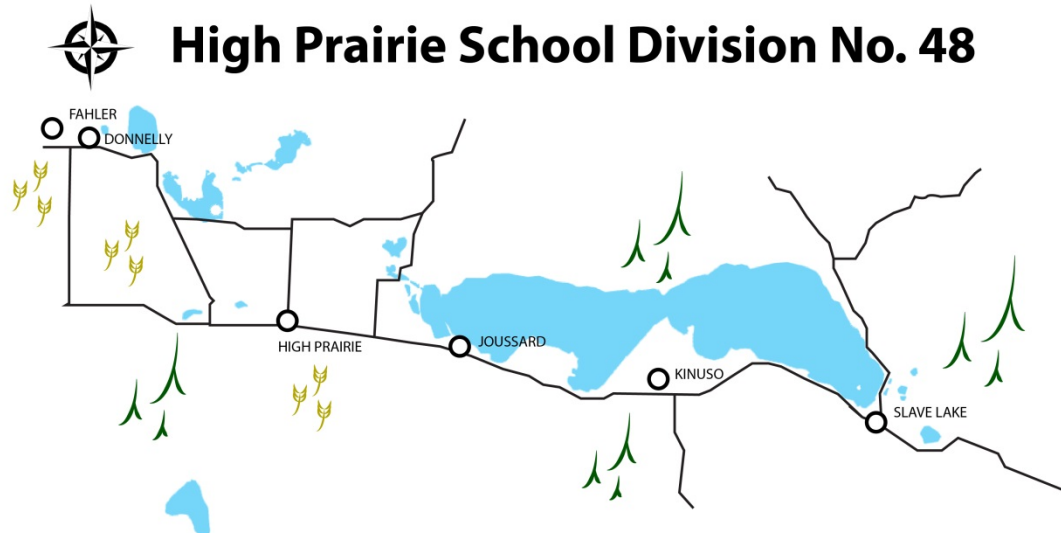 High Prairie School Division No. 48
FAHLER
DONNELLY
HIGH PRAIRIE
JOUSSARD
KINUSO
SLAVE LAKE